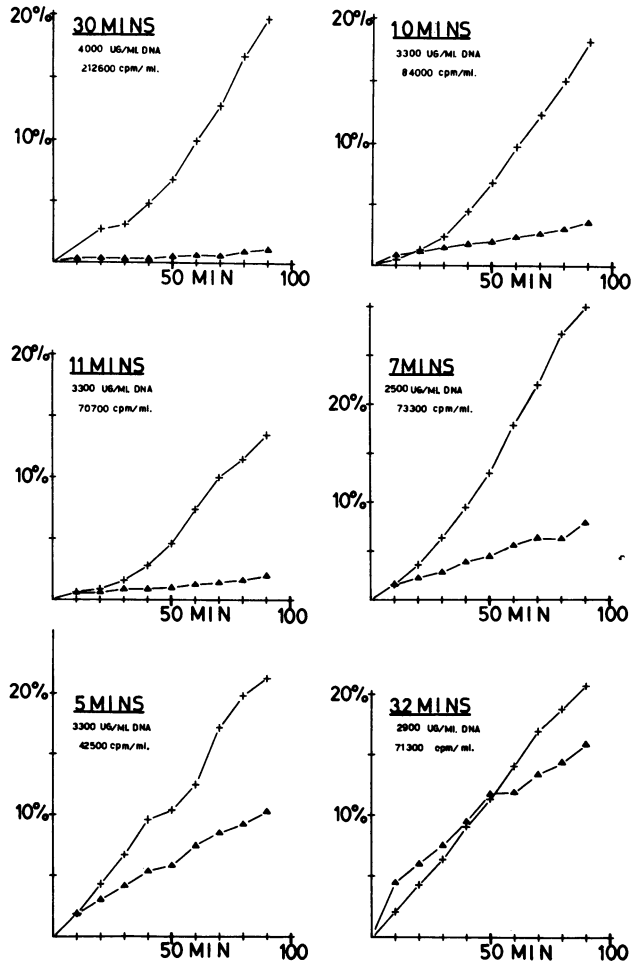 20%
30 MINS
4000 UG/ML DNA
212600 cpm/ml.
10%
50 MIN 100
20%
10 MINS
3300 UG/ML DNA
84000 cpm/ml.
10%
50 MIN 100
20%
11 MINS
3300 UG/ML DNA
70700 cpm/ml.
10%
50 MIN 100
7MINS
2500 UG/ML DNA
73300 cpm/ml.
20%
10%
50 MIN 100
20%
5 MINS
3300 UG/ML DNA
42500 cpm/ml.
10%
50 MIN 100
20%
3.2 MINS
2900 UG/ML DNA
71300 cpm/ml.
10%
50 MIN 100